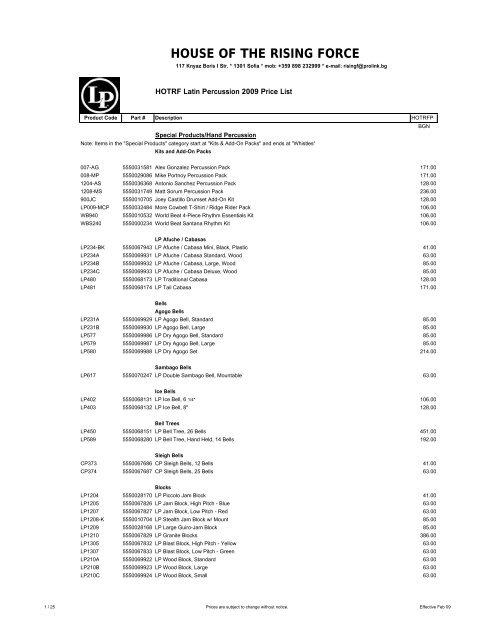 HOUSE OF THE RISING FORCE
117 Knyaz Boris I Str. * 1301 Sofia * mob: +359 898 232999 * e-mail: risingf@prolink.bg
LP
HOTRF Latin Percussion 2009 Price List
Product Code Part # Description HOTRFP
BGN
Special Products/Hand Percussion
Note: Items in the "Special Products" category start at "Kits & Add-On Packs" and ends at "Whistles'
Kits and Add-On Packs
007-AG 5550031581 Alex Gonzalez Percussion Pack 171.00
008-MP 5550029086 Mike Portnoy Percussion Pack 171.00
1204-AS 5550036368 Antonio Sanchez Percussion Pack 128.00
1208-MS 5550031749 Matt Sorum Percussion Pack 236.00
900JC 5550010705 Joey Castillo Drumset Add-On Kit 128.00
LP009-MCP 5550032484 More Cowbell T-Shirt / Ridge Rider Pack 106.00
WB940 5550010532 World Beat 4-Piece Rhythm Essentials Kit 106.00
WBS240 5550000234 World Beat Santana Rhythm Kit 106.00
LP Afuche / Cabasas
LP234-BK 5550067943 LP Afuche / Cabasa Mini, Black, Plastic 41.00
LP234A 5550069931 LP Afuche / Cabasa Standard, Wood 63.00
LP234B 5550069932 LP Afuche / Cabasa, Large, Wood 85.00
LP234C 5550069933 LP Afuche / Cabasa Deluxe, Wood 85.00
LP480 5550068173 LP Traditional Cabasa 128.00
LP481 5550068174 LP Tall Cabasa 171.00
Bells
Agogo Bells
LP231A 5550069929 LP Agogo Bell, Standard 85.00
LP231B 5550069930 LP Agogo Bell, Large 85.00
LP577 5550069986 LP Dry Agogo Bell, Standard 85.00
LP579 5550069987 LP Dry Agogo Bell, Large 85.00
LP580 5550069988 LP Dry Agogo Set 214.00
Sambago Bells
LP617 5550070247 LP Double Sambago Bell, Mountable 63.00
Ice Bells
LP402 5550068131 LP Ice Bell, 6 1/4" 106.00
LP403 5550068132 LP Ice Bell, 8" 128.00
Bell Trees
LP450 5550068151 LP Bell Tree, 26 Bells 451.00
LP589 5550068280 LP Bell Tree, Hand Held, 14 Bells 192.00
Sleigh Bells
CP373 5550067686 CP Sleigh Bells, 12 Bells 41.00
CP374 5550067687 CP Sleigh Bells, 25 Bells 63.00
Blocks
LP1204 5550028170 LP Piccolo Jam Block 41.00
LP1205 5550067826 LP Jam Block, High Pitch - Blue 63.00
LP1207 5550067827 LP Jam Block, Low Pitch - Red 63.00
LP1208-K 5550010704 LP Stealth Jam Block w/ Mount 85.00
LP1209 5550028168 LP Large Guiro-Jam Block 85.00
LP1210 5550067829 LP Granite Blocks 386.00
LP1305 5550067832 LP Blast Block, High Pitch - Yellow 63.00
LP1307 5550067833 LP Blast Block, Low Pitch - Green 63.00
LP210A 5550069922 LP Wood Block, Standard 63.00
LP210B 5550069923 LP Wood Block, Large 63.00
LP210C 5550069924 LP Wood Block, Small 63.00
1 / 25 Prices are subject to change without notice. Effective Feb 09